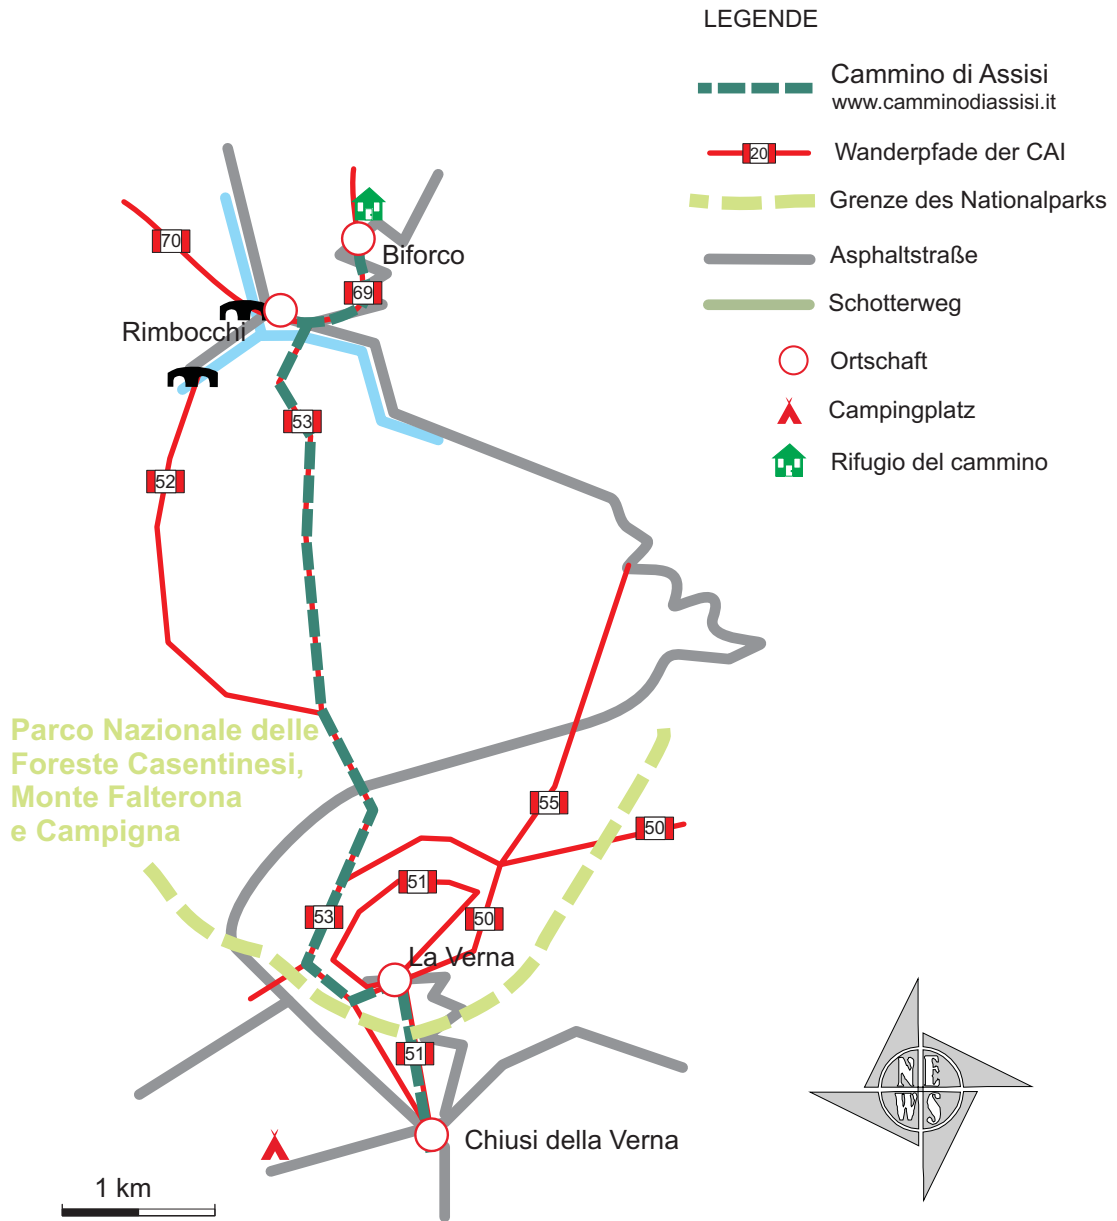 LEGENDE
Cammino di Assisi
www.camminodiassisi.it
20
Wanderpfade der CAI
Grenze des Nationalparks
Asphaltstraße
Schotterweg
Ortschaft
Campingplatz
Rifugio del cammino
70
Biforco
69
Rimbocchi
53
52
Parco Nazionale delle
Foreste Casentinesi,
Monte Falterona
e Campigna
55
50
51
53
50
La Verna
51
Chiusi della Verna
N E
W S
1 km